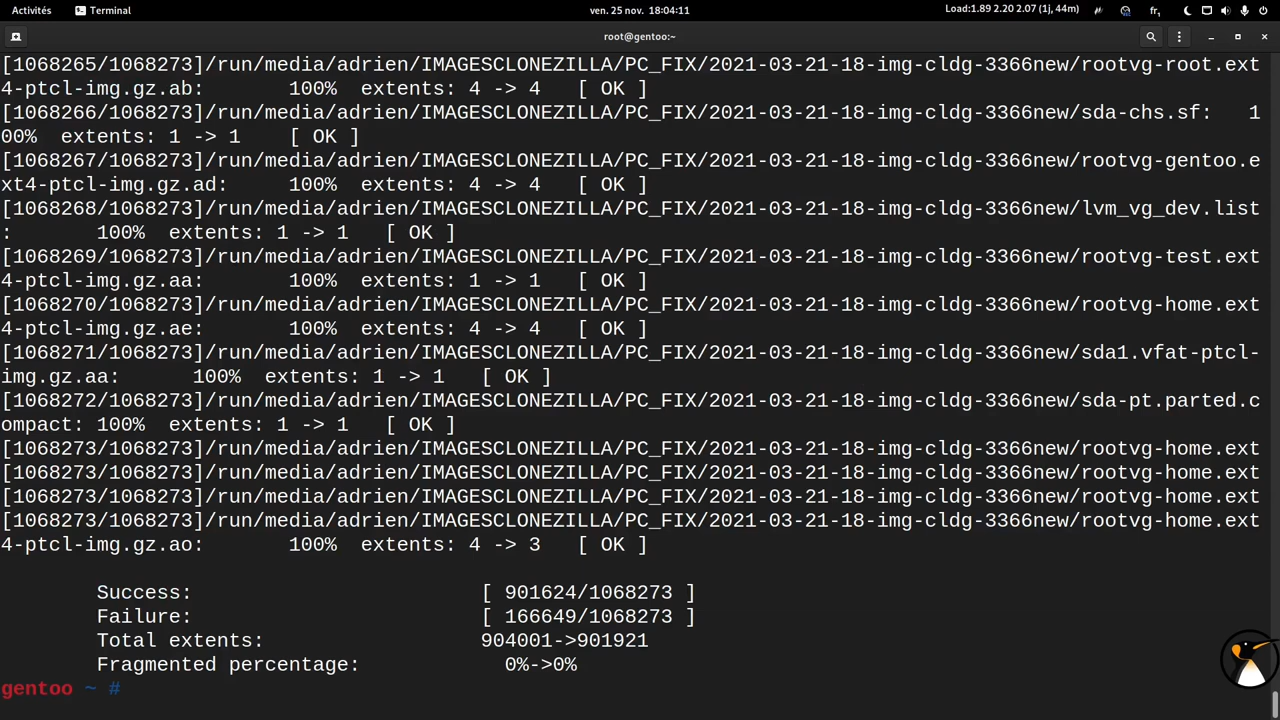 Activités Terminal ven. 25 nov. 18:04:11 Load:1.89 2.20 2.07 (1j, 44m) fr₁
root@gentoo:~
[1068265/1068273]/run/media/adrien/IMAGESCLONEZILLA/PC_FIX/2021-03-21-18-img-cldg-3366new/rootvg-root.ext
4-ptcl-img.gz.ab:       100%  extents: 4 -> 4   [ OK ]
[1068266/1068273]/run/media/adrien/IMAGESCLONEZILLA/PC_FIX/2021-03-21-18-img-cldg-3366new/sda-chs.sf:   1
00%  extents: 1 -> 1    [ OK ]
[1068267/1068273]/run/media/adrien/IMAGESCLONEZILLA/PC_FIX/2021-03-21-18-img-cldg-3366new/rootvg-gentoo.e
xt4-ptcl-img.gz.ad:     100%  extents: 4 -> 4   [ OK ]
[1068268/1068273]/run/media/adrien/IMAGESCLONEZILLA/PC_FIX/2021-03-21-18-img-cldg-3366new/lvm_vg_dev.list
:       100%  extents: 1 -> 1   [ OK ]
[1068269/1068273]/run/media/adrien/IMAGESCLONEZILLA/PC_FIX/2021-03-21-18-img-cldg-3366new/rootvg-test.ext
4-ptcl-img.gz.aa:       100%  extents: 1 -> 1   [ OK ]
[1068270/1068273]/run/media/adrien/IMAGESCLONEZILLA/PC_FIX/2021-03-21-18-img-cldg-3366new/rootvg-home.ext
4-ptcl-img.gz.ae:       100%  extents: 4 -> 4   [ OK ]
[1068271/1068273]/run/media/adrien/IMAGESCLONEZILLA/PC_FIX/2021-03-21-18-img-cldg-3366new/sda1.vfat-ptcl-
img.gz.aa:      100%  extents: 1 -> 1   [ OK ]
[1068272/1068273]/run/media/adrien/IMAGESCLONEZILLA/PC_FIX/2021-03-21-18-img-cldg-3366new/sda-pt.parted.c
ompact: 100%  extents: 1 -> 1   [ OK ]
[1068273/1068273]/run/media/adrien/IMAGESCLONEZILLA/PC_FIX/2021-03-21-18-img-cldg-3366new/rootvg-home.ext
[1068273/1068273]/run/media/adrien/IMAGESCLONEZILLA/PC_FIX/2021-03-21-18-img-cldg-3366new/rootvg-home.ext
[1068273/1068273]/run/media/adrien/IMAGESCLONEZILLA/PC_FIX/2021-03-21-18-img-cldg-3366new/rootvg-home.ext
[1068273/1068273]/run/media/adrien/IMAGESCLONEZILLA/PC_FIX/2021-03-21-18-img-cldg-3366new/rootvg-home.ext
4-ptcl-img.gz.ao:       100%  extents: 4 -> 3   [ OK ]
Success:                        [ 901624/1068273 ]
Failure:                        [ 166649/1068273 ]
Total extents:                  904001->901921
Fragmented percentage:            0%->0%
gentoo ~ #